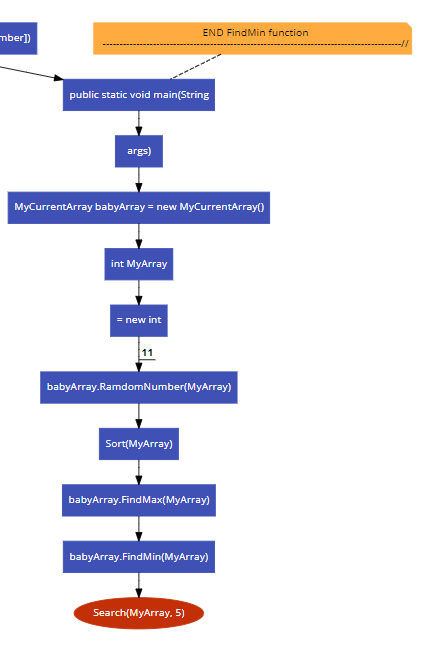 mber])
END FindMin function
--------------------------------------------------------------------------------------------//
public static void main(String
args)
MyCurrentArray babyArray = new MyCurrentArray()
int MyArray
= new int
11
babyArray.RamdomNumber(MyArray)
Sort(MyArray)
babyArray.FindMax(MyArray)
babyArray.FindMin(MyArray)
Search(MyArray, 5)